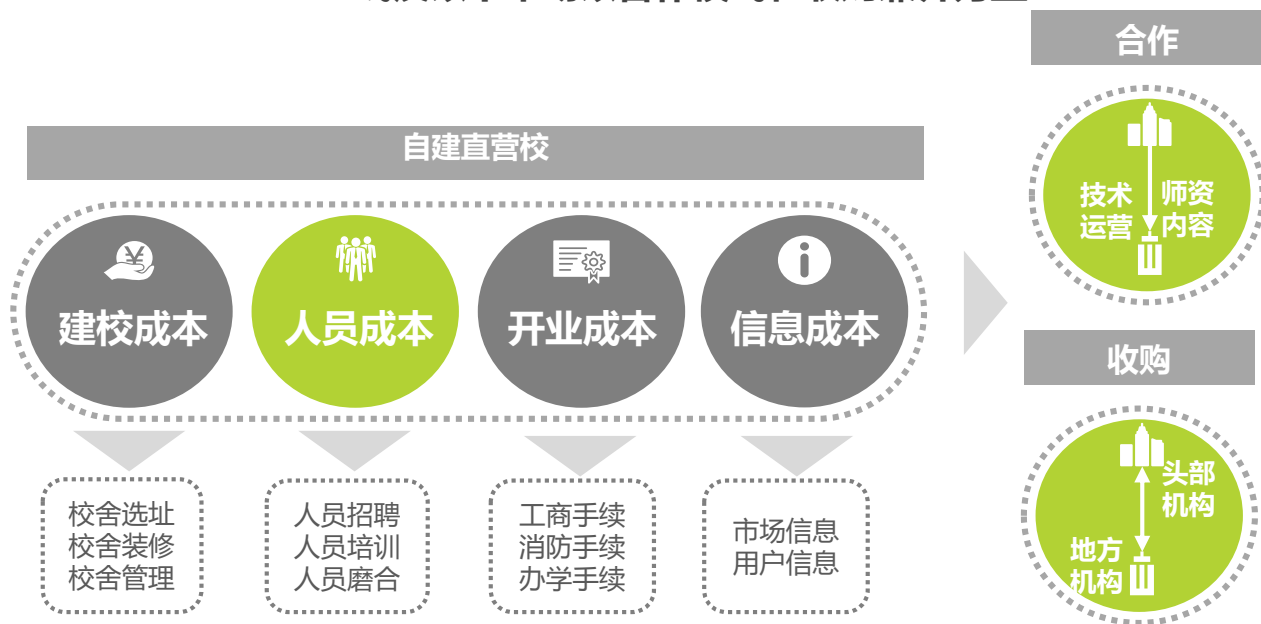 合作
自建直营校
技术
运营
师资
内容
建校成本
人员成本
开业成本
信息成本
收购
校舍选址
校舍装修
校舍管理
人员招聘
人员培训
人员磨合
工商手续
消防手续
办学手续
市场信息
用户信息
头部
机构
地方
机构